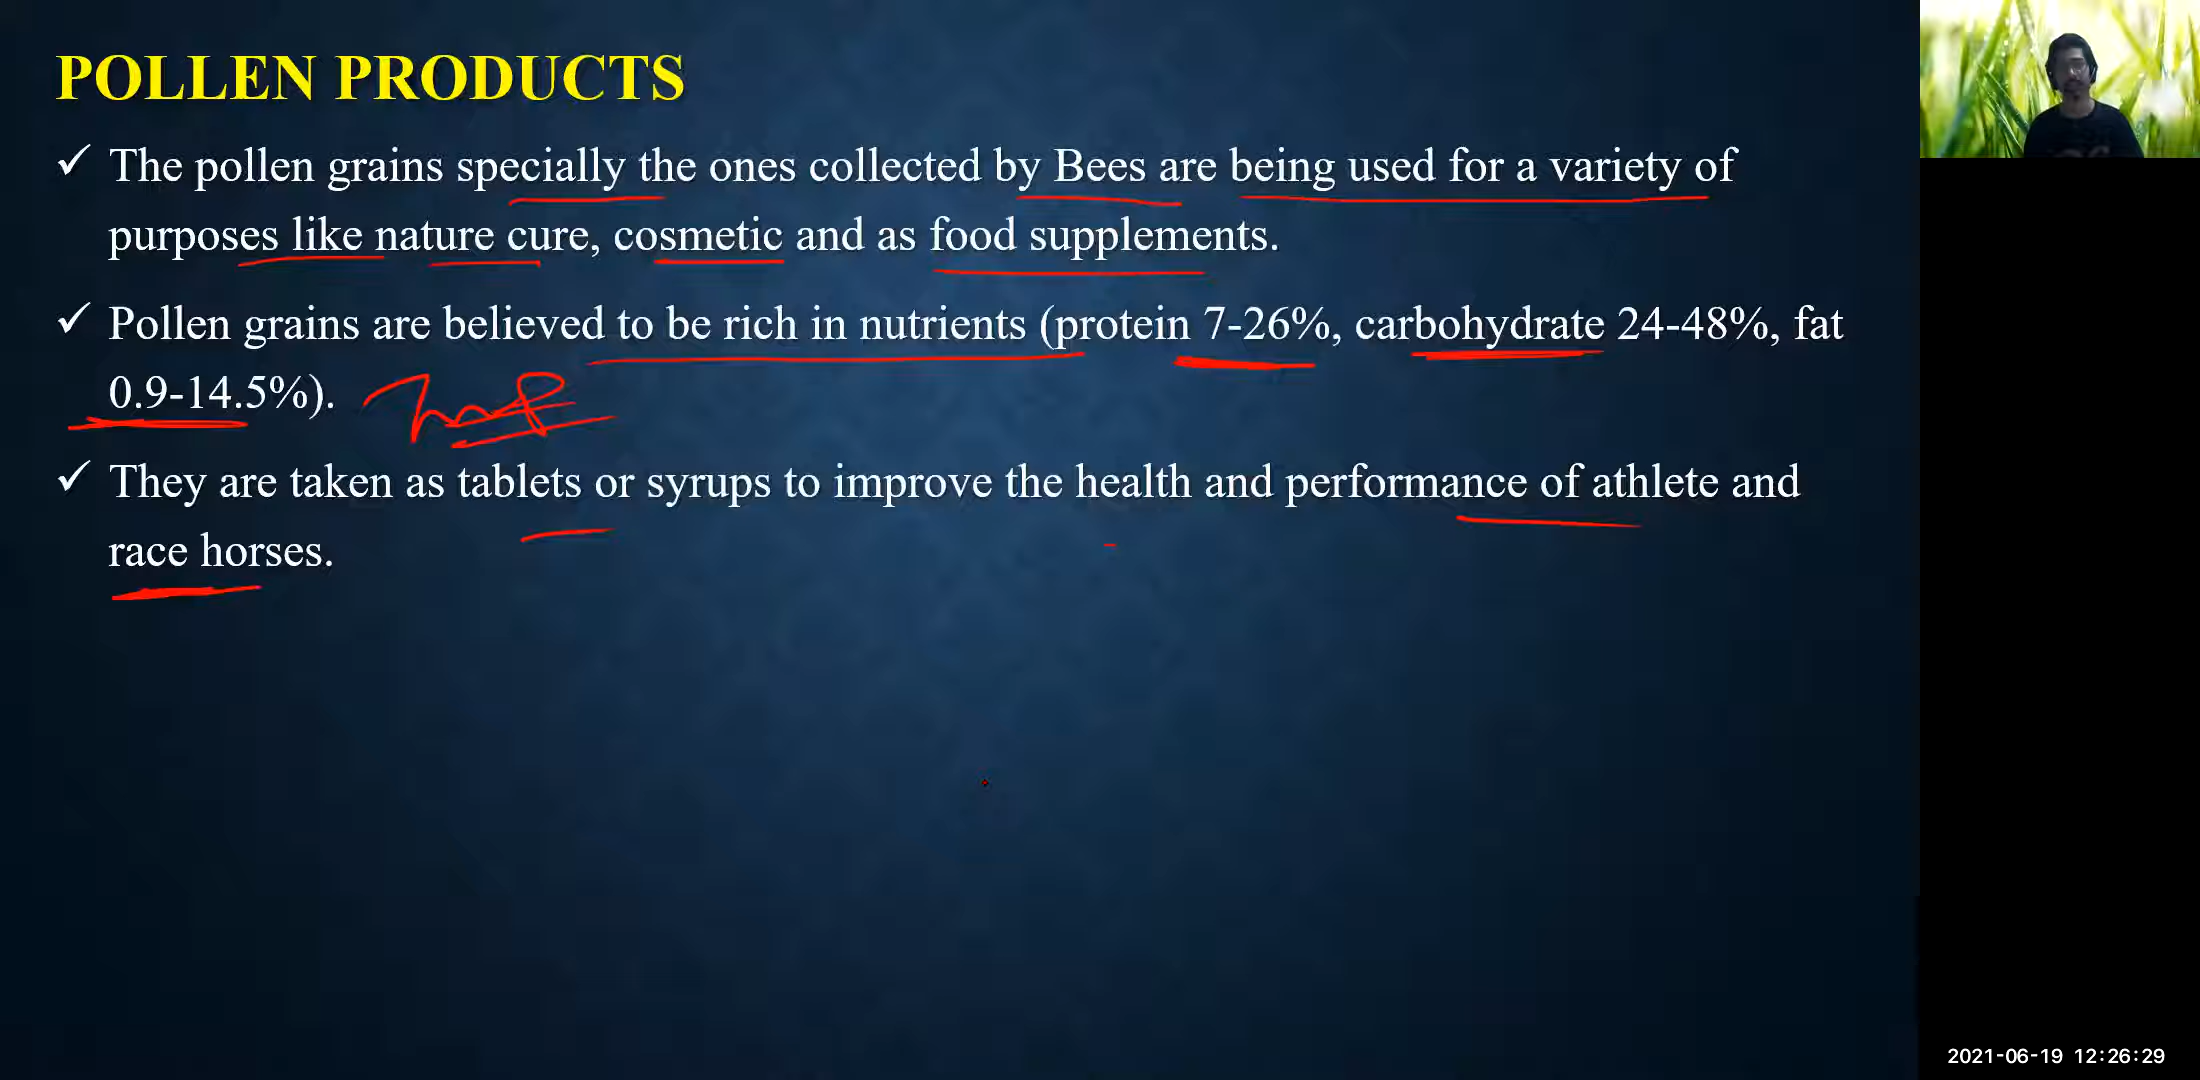 POLLEN PRODUCTS
✓ The pollen grains specially the ones collected by Bees are being used for a variety of
purposes like nature cure, cosmetic and as food supplements.
✓ Pollen grains are believed to be rich in nutrients (protein 7-26%, carbohydrate 24-48%, fat
0.9-14.5%).
✓ They are taken as tablets or syrups to improve the health and performance of athlete and
race horses.
2021-06-19 12:26:29